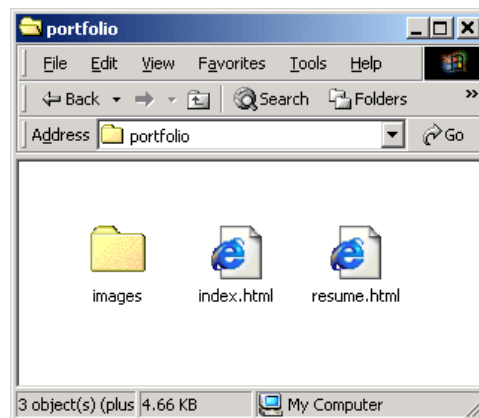 portfolio
File Edit View Favorites Tools Help
Back Search Folders »
Address portfolio Go
images index.html resume.html
3 object(s) (plus 4.66 KB My Computer